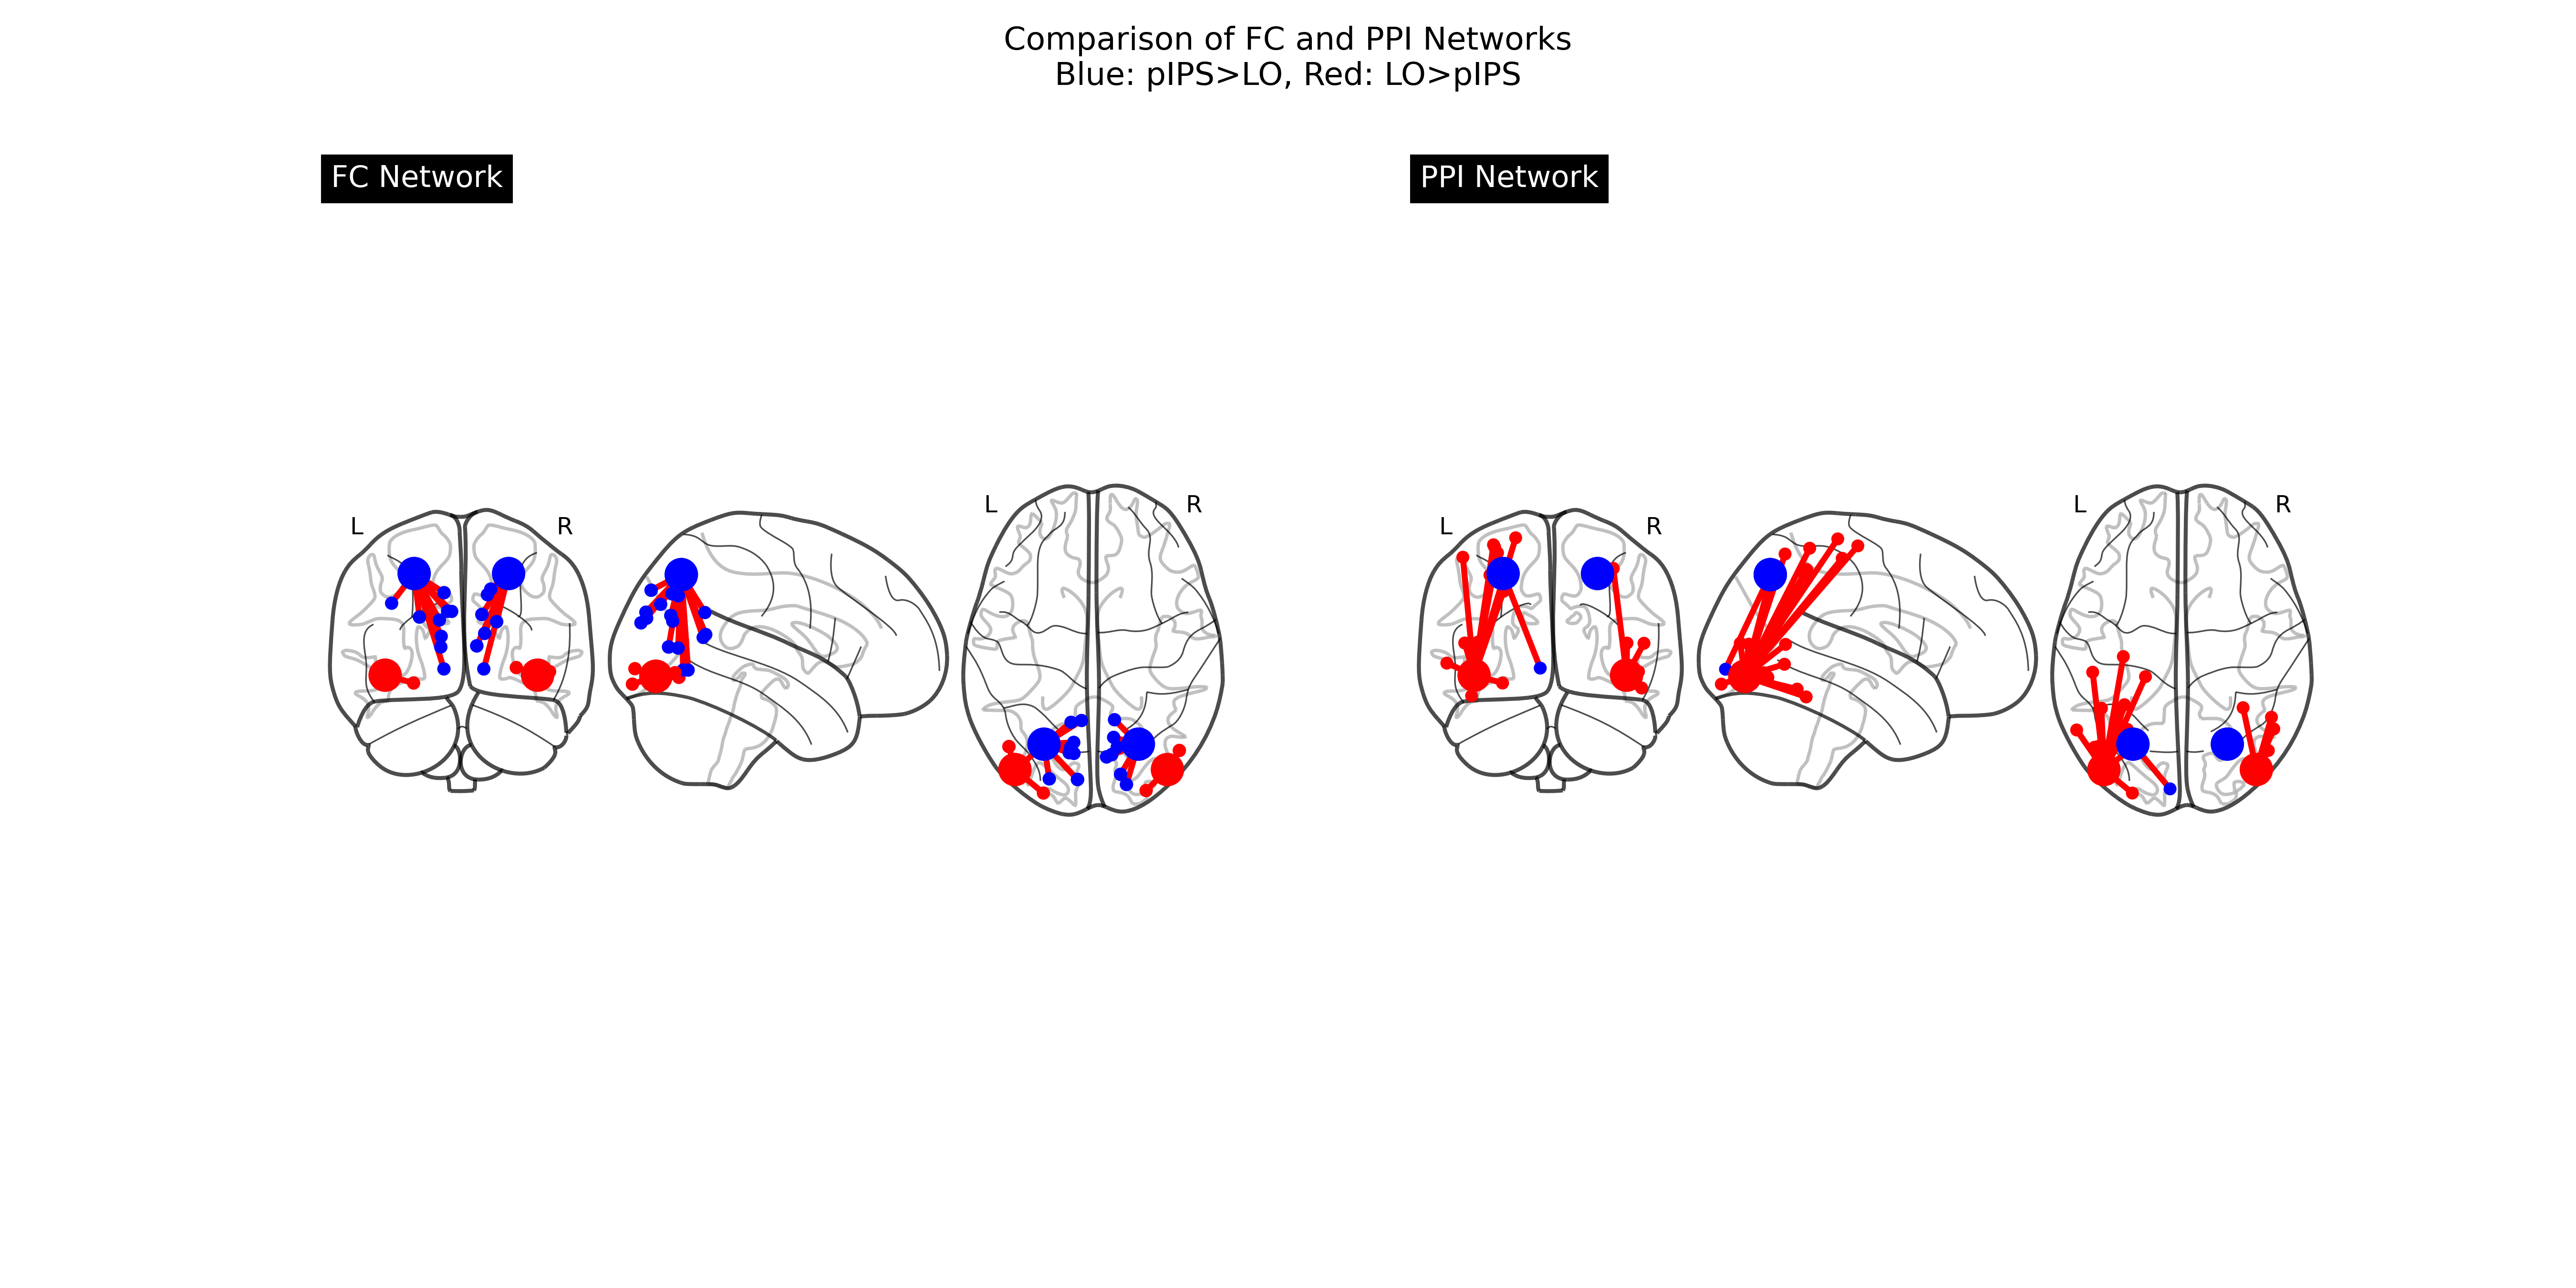 Comparison of FC and PPI Networks
Blue: pIPS>LO, Red: LO>pIPS
FC Network
PPI Network
L
R
L
R
L
R
L
R